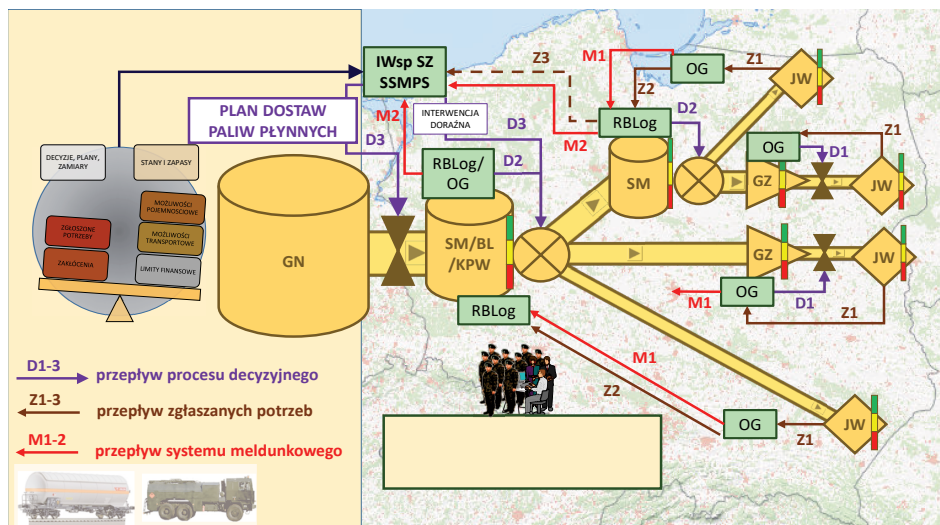 IWsp SZ
SSMPS
PLAN DOSTAW
PALIW PŁYNNYCH
D3
M2
INTERWENCJA
DORAŹNA
D3
Z3
M2
M1
Z2
OG
Z1
JW
RBLog
D2
SM
OG
D1
Z1
GZ
JW
RBLog/
OG
D2
DECYZJE, PLANY,
ZAMIARY
STANY I ZAPASY
MOŻLIWOŚCI
POJEMNOŚCIOWE
ZGŁOSZONE
POTRZEBY
MOŻLIWOŚCI
TRANSPORTOWE
ZAKŁÓCENIA
LIMITY FINANSOWE
GN
SM/BL
/KPW
GZ
JW
M1
OG
D1
Z1
RBLog
M1
Z2
OG
Z1
JW
D1-3
przepływ procesu decyzyjnego
Z1-3
przepływ zgłaszanych potrzeb
M1-2
przepływ systemu meldunkowego